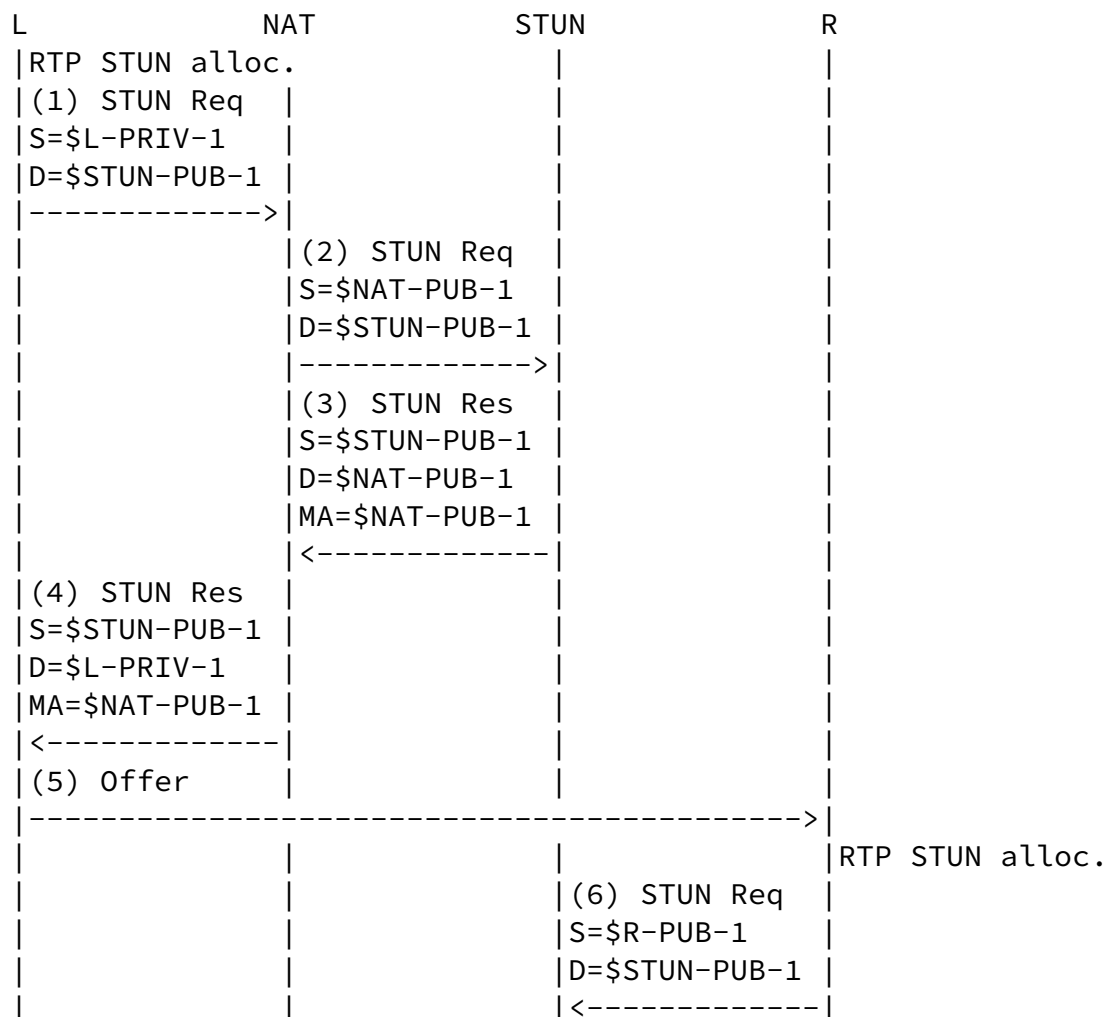 L             NAT           STUN             R
|RTP STUN alloc.              |              |
|(1) STUN Req  |              |              |
|S=$L-PRIV-1   |              |              |
|D=$STUN-PUB-1 |              |              |
|------------->|              |              |
|              |(2) STUN Req  |              |
|              |S=$NAT-PUB-1  |              |
|              |D=$STUN-PUB-1 |              |
|              |------------->|              |
|              |(3) STUN Res  |              |
|              |S=$STUN-PUB-1 |              |
|              |D=$NAT-PUB-1  |              |
|              |MA=$NAT-PUB-1 |              |
|              |<-------------|              |
|(4) STUN Res  |              |              |
|S=$STUN-PUB-1 |              |              |
|D=$L-PRIV-1   |              |              |
|MA=$NAT-PUB-1 |              |              |
|<-------------|              |              |
|(5) Offer     |              |              |
|------------------------------------------->|
|              |              |              |RTP STUN alloc.
|              |              |(6) STUN Req  |
|              |              |S=$R-PUB-1    |
|              |              |D=$STUN-PUB-1 |
|              |              |<-------------|